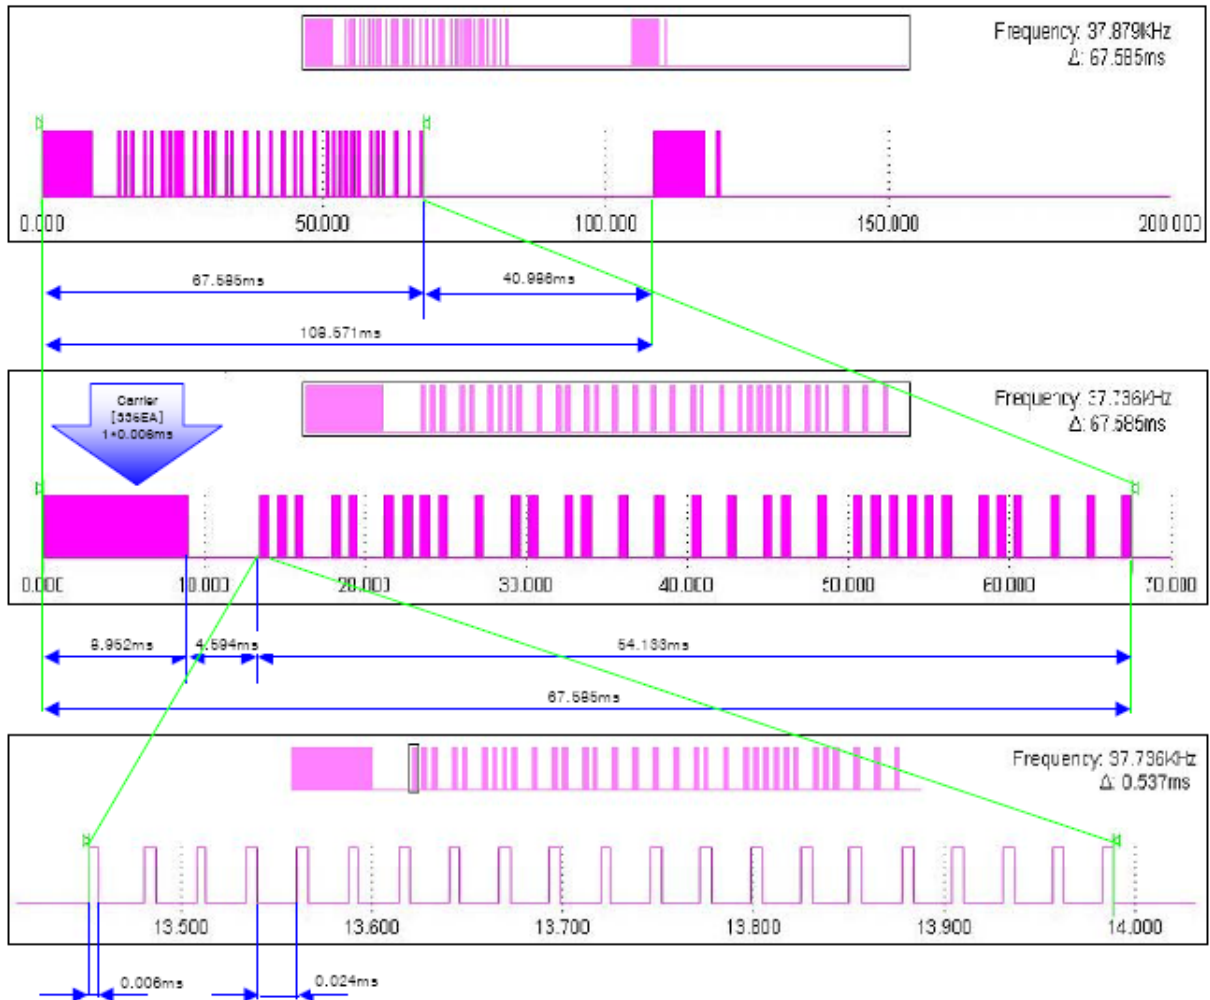 Frequency: 37.879KHz
Δ: 67.585ms
0.000 50.000 100.000 150.000 200.000
67.585ms 40.986ms
108.571ms
Carrier
[336EA]
1*0.006ms
Frequency: 37.736KHz
Δ: 67.585ms
0.000 10.000 20.000 30.000 40.000 50.000 60.000 70.000
8.952ms 4.594ms 54.133ms
67.585ms
Frequency: 37.736KHz
Δ: 0.537ms
13.500 13.600 13.700 13.800 13.900 14.000
0.006ms 0.024ms